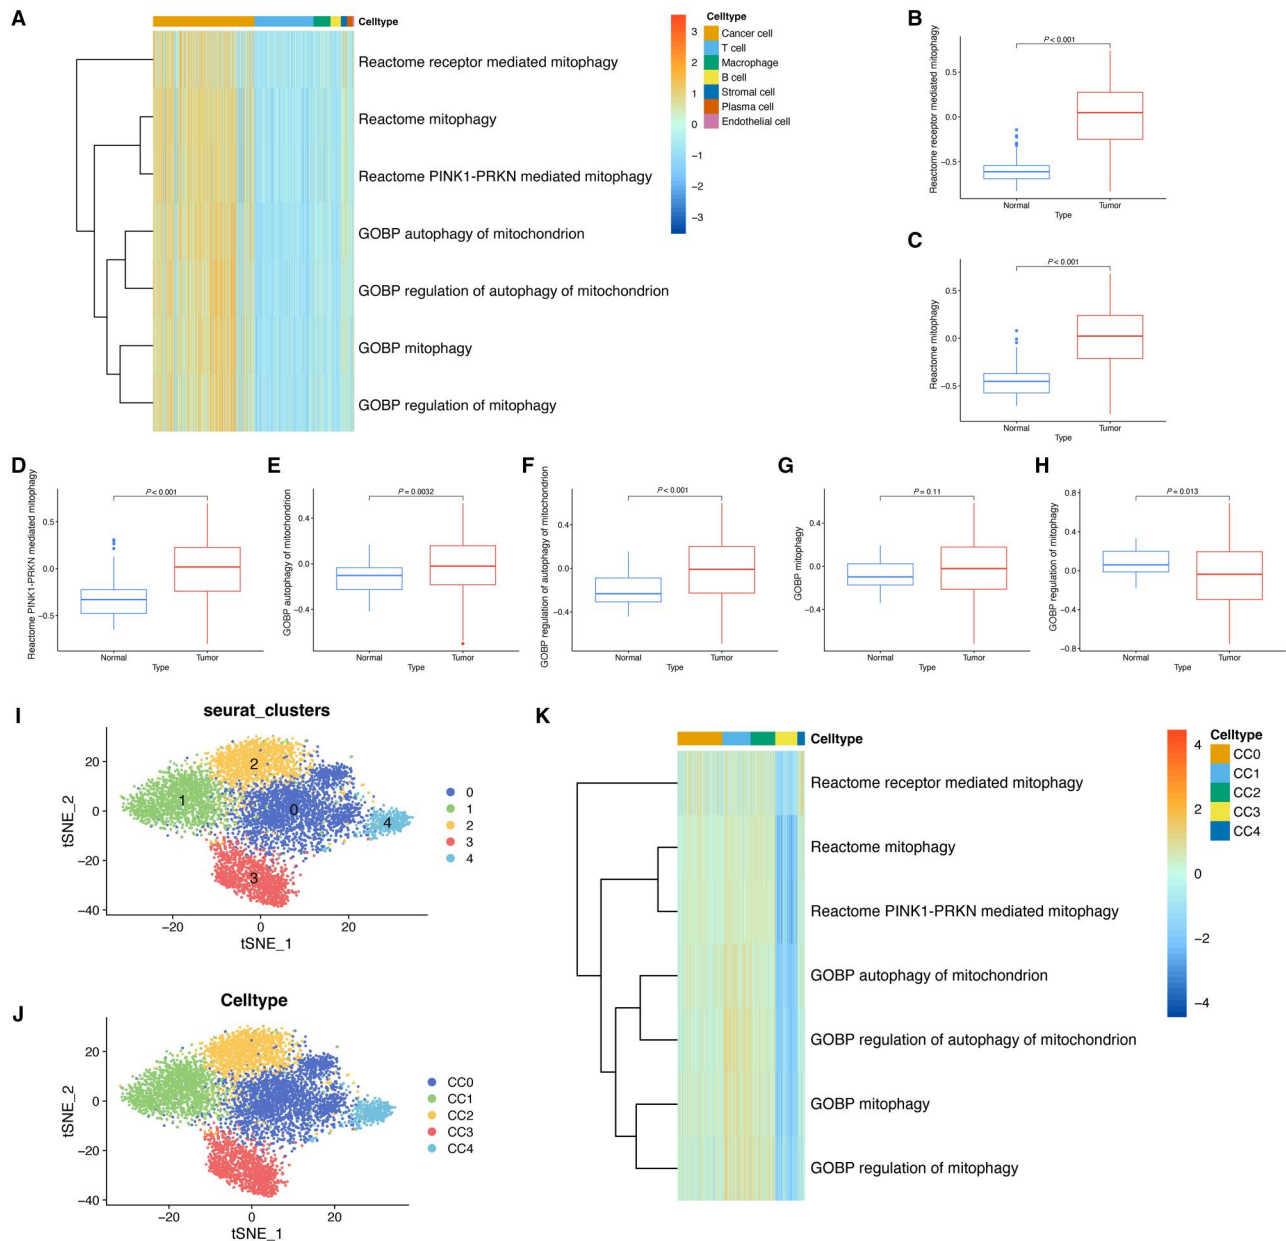 A
Celltype
Reactome receptor mediated mitophagy
Reactome mitophagy
Reactome PINK1-PRKN mediated mitophagy
GOBP autophagy of mitochondrion
GOBP regulation of autophagy of mitochondrion
GOBP mitophagy
GOBP regulation of mitophagy
3
2
1
0
−1
−2
−3
Celltype
Cancer cell
T cell
Macrophage
B cell
Stromal cell
Plasma cell
Endothelial cell
B
Reactome receptor mediated mitophagy
0.5
0.0
−0.5
P < 0.001
Normal
Tumor
Type
C
Reactome mitophagy
0.5
0.0
−0.5
P < 0.001
Normal
Tumor
Type
D
Reactome PINK1-PRKN mediated mitophagy
0.5
0.0
−0.5
P < 0.001
Normal
Tumor
Type
E
GOBP autophagy of mitochondrion
0.4
0.0
−0.4
P = 0.0032
Normal
Tumor
Type
F
GOBP regulation of autophagy of mitochondrion
0.4
0.0
−0.4
P < 0.001
Normal
Tumor
Type
G
GOBP mitophagy
0.4
0.0
−0.4
P = 0.11
Normal
Tumor
Type
H
GOBP regulation of mitophagy
0.8
0.4
0.0
−0.4
−0.8
P = 0.013
Normal
Tumor
Type
I
seurat_clusters
tSNE_2
20
0
−20
−40
2
1
0
4
3
−20
0
20
tSNE_1
0
1
2
3
4
J
Celltype
tSNE_2
20
0
−20
−40
−20
0
20
tSNE_1
CC0
CC1
CC2
CC3
CC4
K
Celltype
Reactome receptor mediated mitophagy
Reactome mitophagy
Reactome PINK1-PRKN mediated mitophagy
GOBP autophagy of mitochondrion
GOBP regulation of autophagy of mitochondrion
GOBP mitophagy
GOBP regulation of mitophagy
4
2
0
−2
−4
Celltype
CC0
CC1
CC2
CC3
CC4